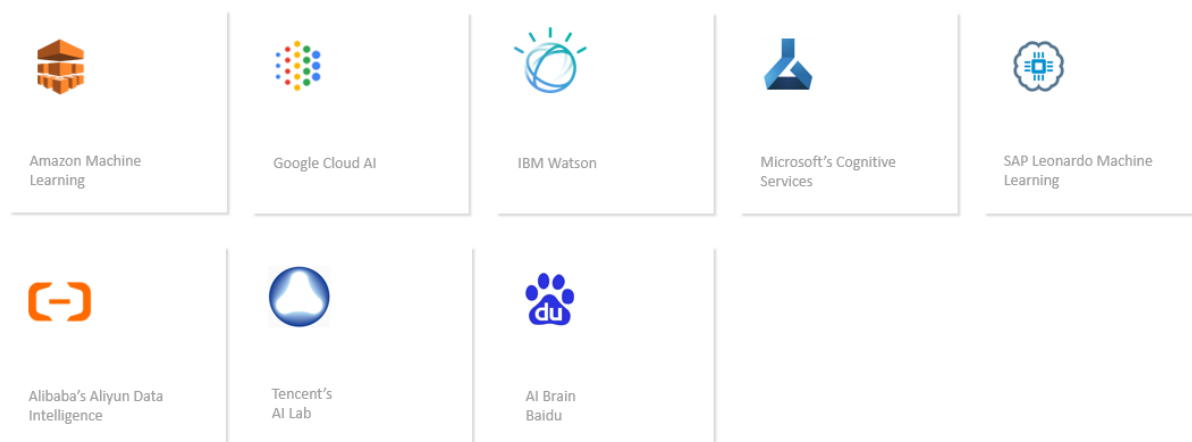 Amazon Machine
Learning
Google Cloud AI
IBM Watson
Microsoft’s Cognitive
Services
SAP Leonardo Machine
Learning
Alibaba’s Aliyun Data
Intelligence
Tencent’s
AI Lab
du
AI Brain
Baidu